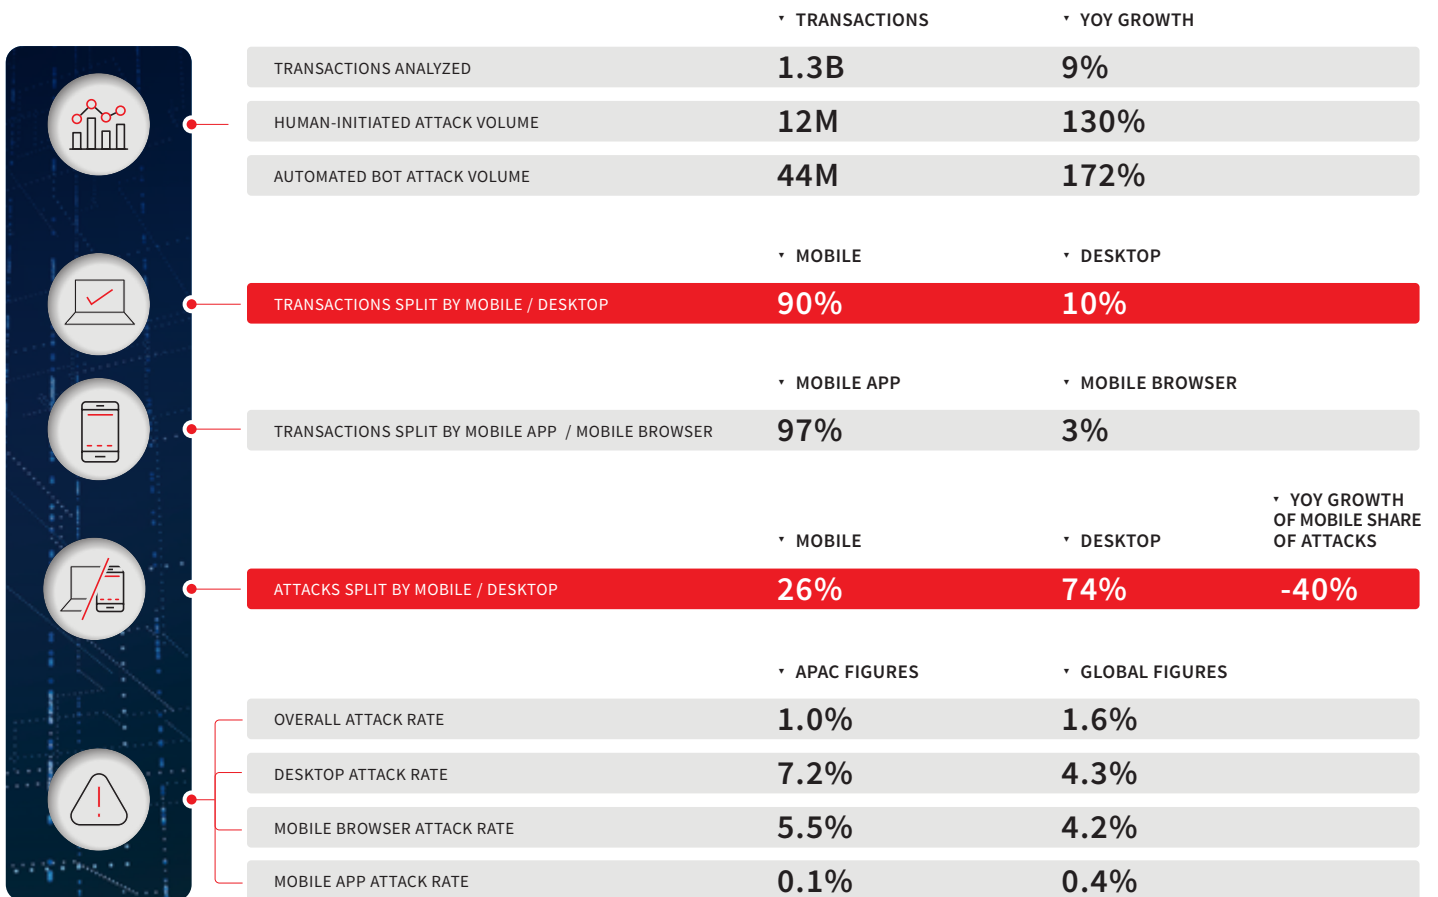 ▼ TRANSACTIONS ▼ YOY GROWTH
TRANSACTIONS ANALYZED 1.3B 9%
HUMAN-INITIATED ATTACK VOLUME 12M 130%
AUTOMATED BOT ATTACK VOLUME 44M 172%
▼ MOBILE ▼ DESKTOP
TRANSACTIONS SPLIT BY MOBILE / DESKTOP 90% 10%
▼ MOBILE APP ▼ MOBILE BROWSER
TRANSACTIONS SPLIT BY MOBILE APP / MOBILE BROWSER 97% 3%
▼ YOY GROWTH
OF MOBILE SHARE
▼ MOBILE ▼ DESKTOP OF ATTACKS
ATTACKS SPLIT BY MOBILE / DESKTOP 26% 74% -40%
▼ APAC FIGURES ▼ GLOBAL FIGURES
OVERALL ATTACK RATE 1.0% 1.6%
DESKTOP ATTACK RATE 7.2% 4.3%
MOBILE BROWSER ATTACK RATE 5.5% 4.2%
MOBILE APP ATTACK RATE 0.1% 0.4%